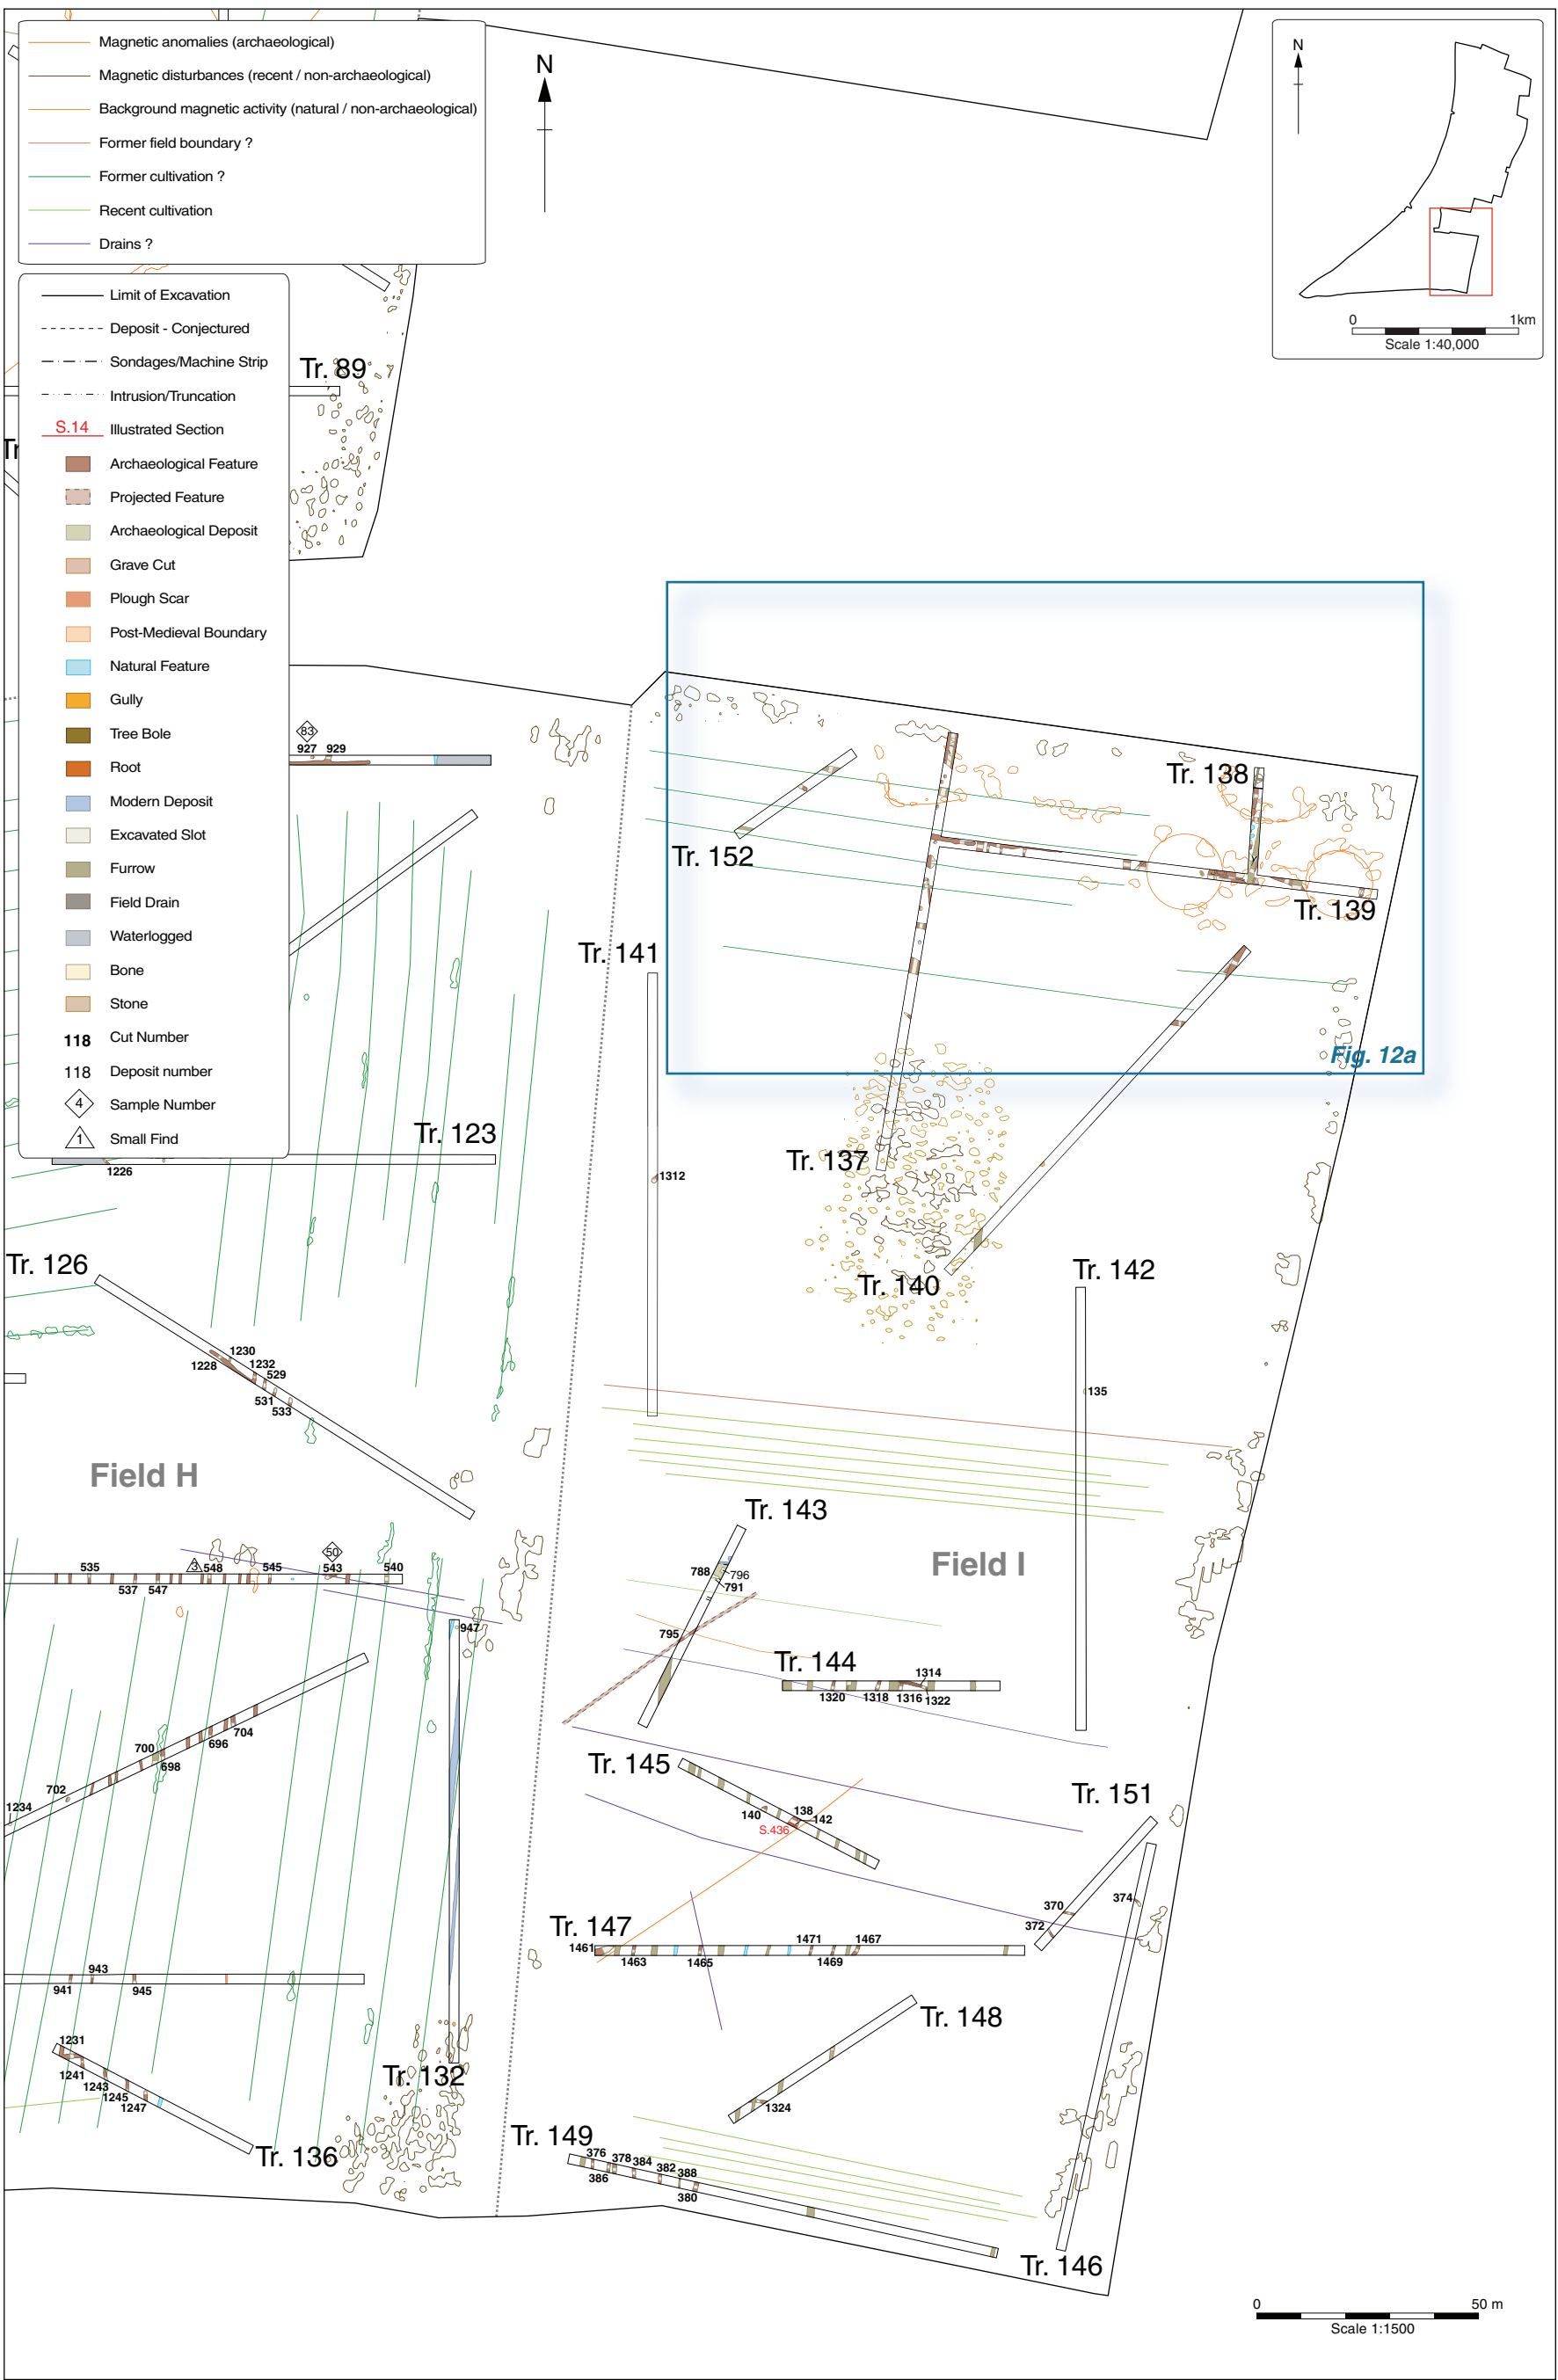 Magnetic anomalies (archaeological)
Magnetic disturbances (recent / non-archaeological)
Background magnetic activity (natural / non-archaeological)
Former field boundary ?
Former cultivation ?
Recent cultivation
Drains ?
N
N
0 1km
Scale 1:40,000
Limit of Excavation
Deposit - Conjectured
Sondages/Machine Strip
Intrusion/Truncation
S.14 Illustrated Section
Archaeological Feature
Projected Feature
Archaeological Deposit
Grave Cut
Plough Scar
Post-Medieval Boundary
Natural Feature
Gully
Tree Bole
Root
Modern Deposit
Excavated Slot
Furrow
Field Drain
Waterlogged
Bone
Stone
118 Cut Number
118 Deposit number
4 Sample Number
1 Small Find
Tr. 89
83
927 929
Tr. 138
Tr. 152
Tr. 139
Tr. 141
Fig. 12a
Tr. 123
1226
1312
Tr. 137
Tr. 126
Tr. 142
Tr. 140
1230
1228
1232
529
531
533
135
Field H
Tr. 143
Field I
535
3
548
545
50
543
540
537 547
788
796
791
947
795
Tr. 144
1314
1320 1318 1316 1322
704
696
700
698
702
1234
Tr. 145
140
138
142
S.436
Tr. 151
370
372
374
Tr. 147
1461
1463
1465
1471
1469
1467
943
941
945
Tr. 148
1231
1241
1243
1245
1247
Tr. 132
1324
Tr. 136
Tr. 149
376
386
378
384
382
388
380
Tr. 146
0 50 m
Scale 1:1500